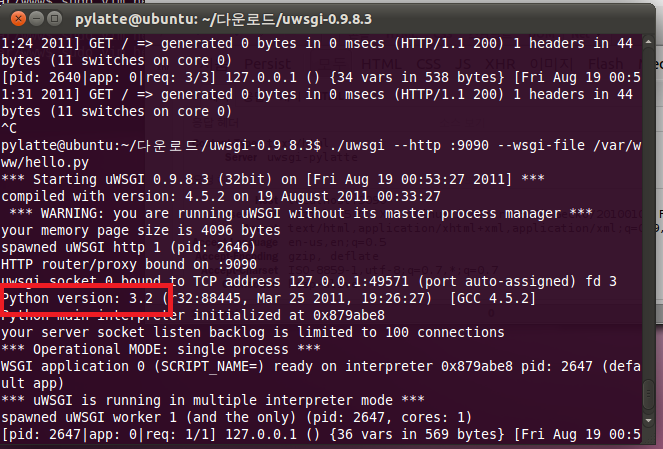 pylatte@ubuntu: ~/다운로드/uwsgi-0.9.8.3
1:24 2011] GET / => generated 0 bytes in 0 msecs (HTTP/1.1 200) 1 headers in 44
bytes (11 switches on core 0)
[pid: 2640|app: 0|req: 3/3] 127.0.0.1 () {34 vars in 538 bytes} [Fri Aug 19 00:5
1:31 2011] GET / => generated 0 bytes in 0 msecs (HTTP/1.1 200) 1 headers in 44
bytes (11 switches on core 0)
^C
pylatte@ubuntu:~/다운로드/uwsgi-0.9.8.3$ ./uwsgi --http :9090 --wsgi-file /var/w
ww/hello.py
*** Starting uWSGI 0.9.8.3 (32bit) on [Fri Aug 19 00:53:27 2011] ***
compiled with version: 4.5.2 on 19 August 2011 00:33:27
*** WARNING: you are running uWSGI without its master process manager ***
your memory page size is 4096 bytes
spawned uWSGI http 1 (pid: 2646)
HTTP router/proxy bound on :9090
uwsgi socket 0 bound to TCP address 127.0.0.1:49571 (port auto-assigned) fd 3
Python version: 3.2 (r32:88445, Mar 25 2011, 19:26:27)  [GCC 4.5.2]
Python main interpreter initialized at 0x879abe8
your server socket listen backlog is limited to 100 connections
*** Operational MODE: single process ***
WSGI application 0 (SCRIPT_NAME=) ready on interpreter 0x879abe8 pid: 2647 (defa
ult app)
*** uWSGI is running in multiple interpreter mode ***
spawned uWSGI worker 1 (and the only) (pid: 2647, cores: 1)
[pid: 2647|app: 0|req: 1/1] 127.0.0.1 () {36 vars in 569 bytes} [Fri Aug 19 00:5